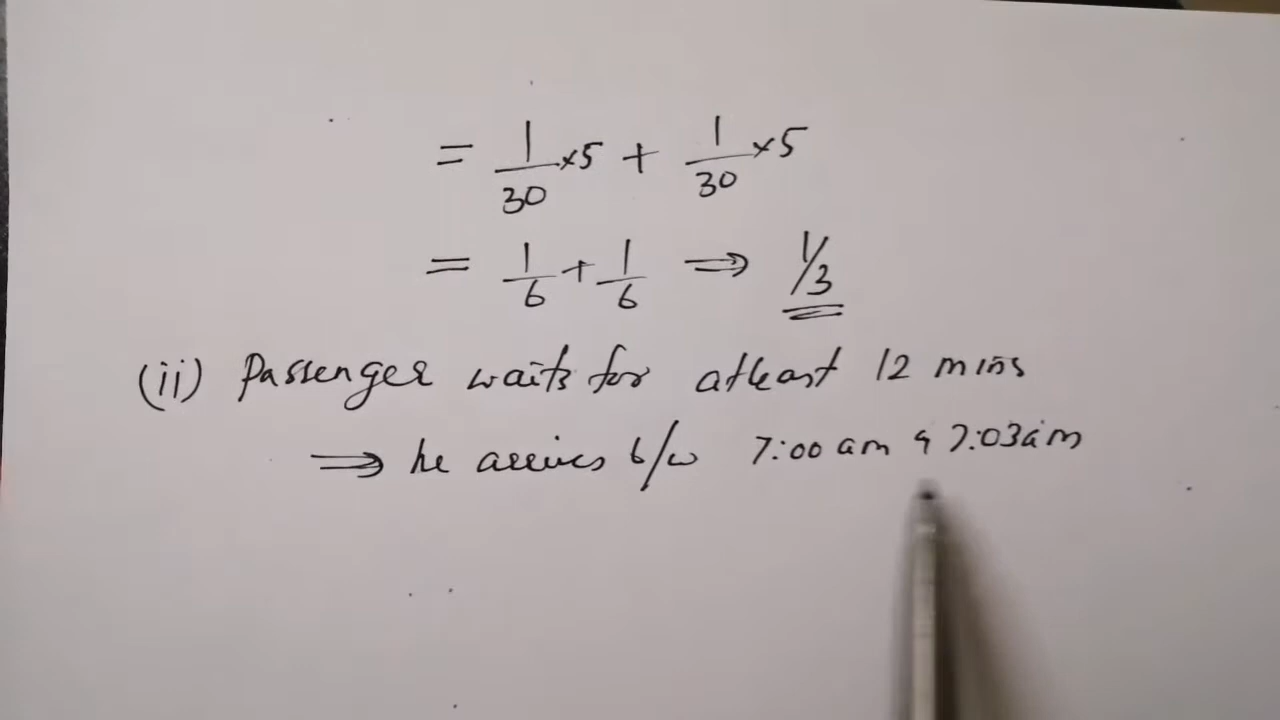 = 1/30 ×5 + 1/30 ×5
= 1/6 + 1/6 ⇒ 1/3
(ii) Passenger waits for atleast 12 mins
⇒ he arrives b/w 7:00 am & 7:03 am